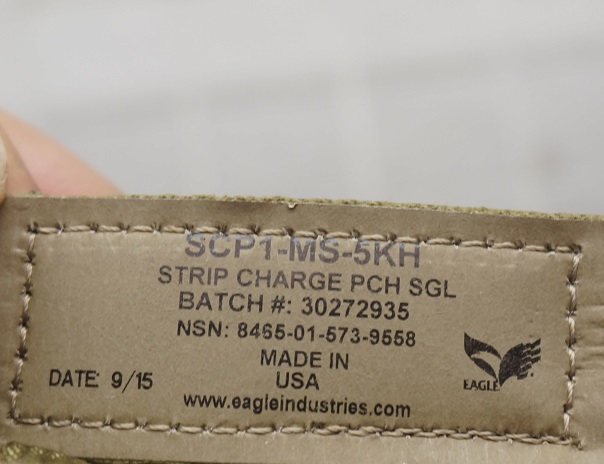 SCP1-MS-5KH
STRIP CHARGE PCH SGL
BATCH #: 30272935
NSN: 8465-01-573-9558
MADE IN
USA
DATE: 9/15
www.eagleindustries.com
EAGLE